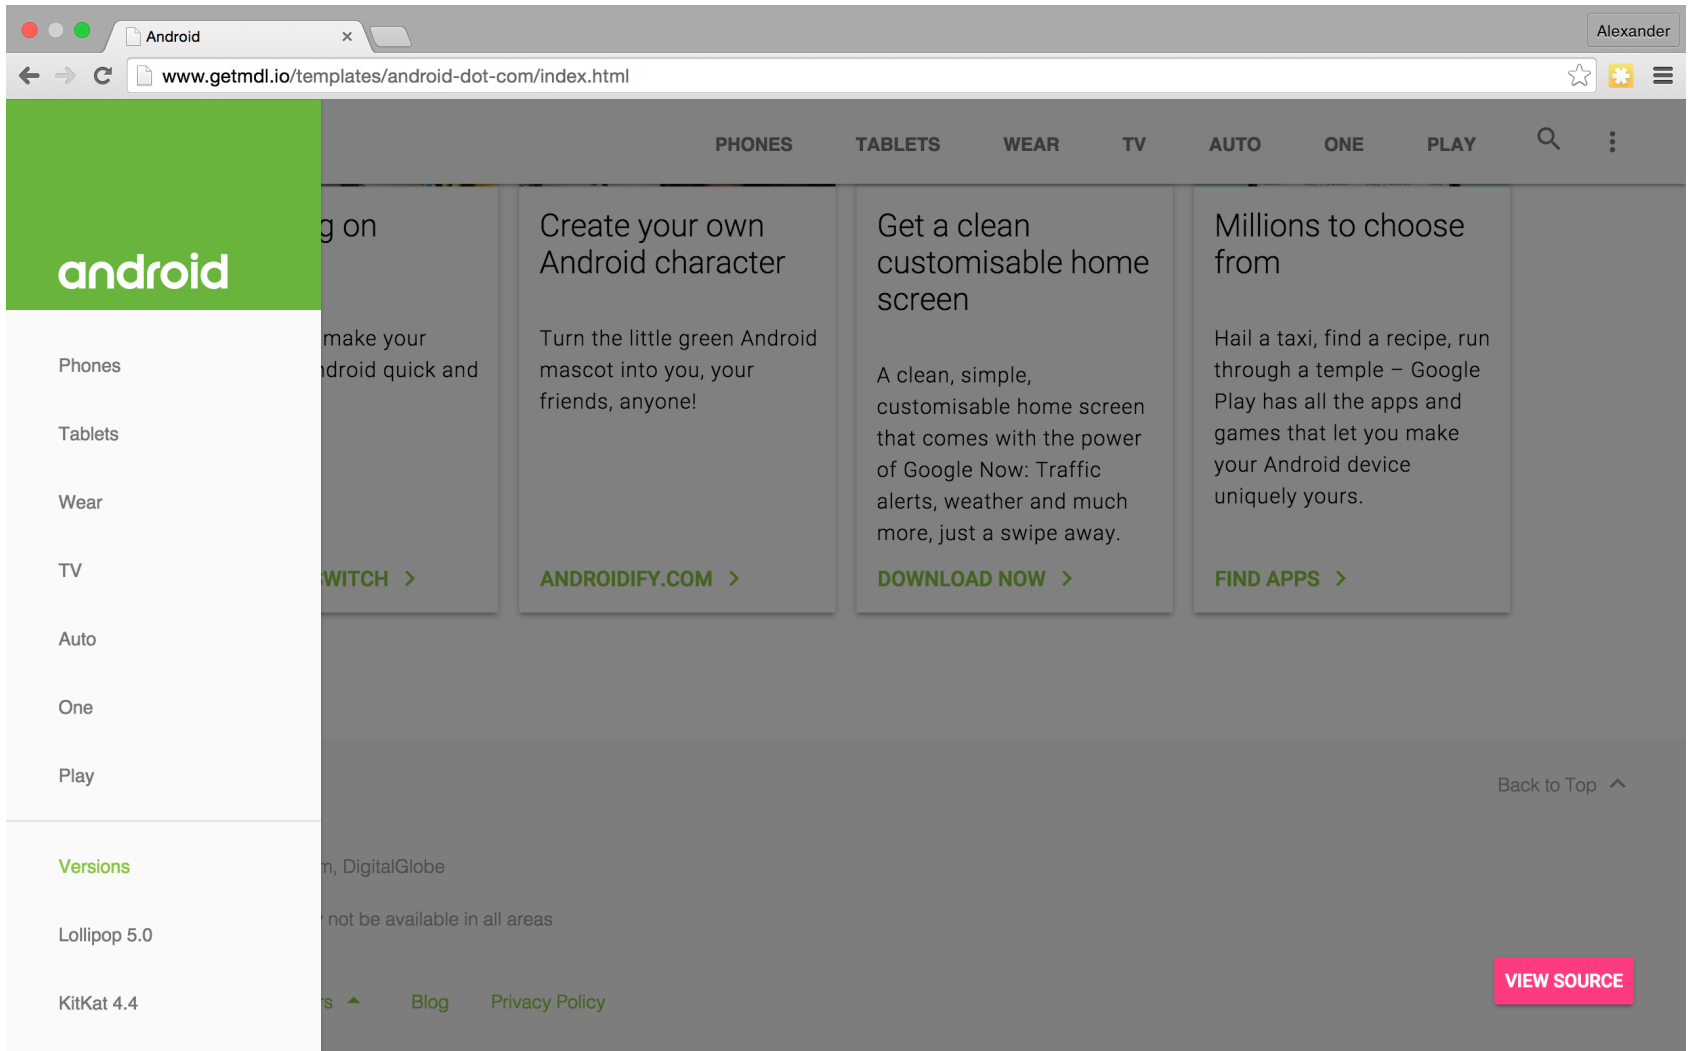 Android
Alexander
www.getmdl.io/templates/android-dot-com/index.html
PHONES TABLETS WEAR TV AUTO ONE PLAY
android
Phones
Tablets
Wear
TV
Auto
One
Play
Versions
Lollipop 5.0
KitKat 4.4
g on
make your
quick and
Create your own
Android character
Turn the little green Android
mascot into you, your
friends, anyone!
ANDROIDIFY.COM
Get a clean
customisable home
screen
A clean, simple,
customisable home screen
that comes with the power
of Google Now: Traffic
alerts, weather and much
more, just a swipe away.
DOWNLOAD NOW
Millions to choose
from
Hail a taxi, find a recipe, run
through a temple – Google
Play has all the apps and
games that let you make
your Android device
uniquely yours.
FIND APPS
Back to Top
m, DigitalGlobe
not be available in all areas
rs Blog Privacy Policy
VIEW SOURCE